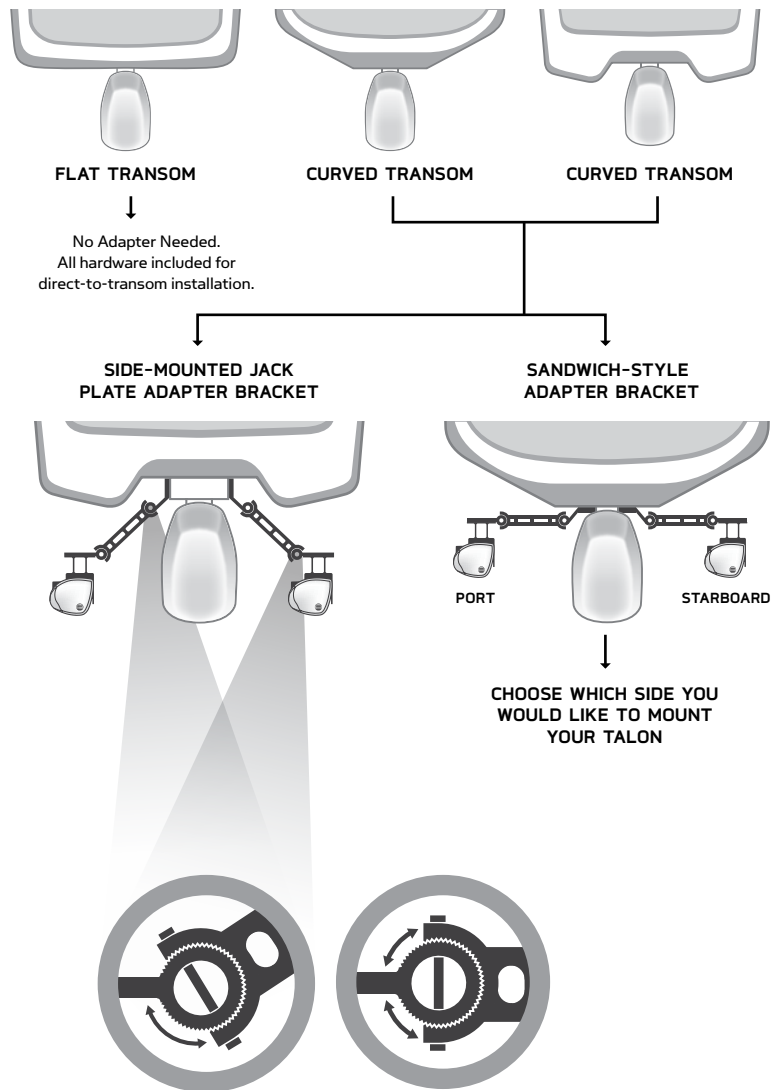 FLAT TRANSOM
CURVED TRANSOM
CURVED TRANSOM
No Adapter Needed.
All hardware included for
direct-to-transom installation.
SIDE-MOUNTED JACK
PLATE ADAPTER BRACKET
SANDWICH-STYLE
ADAPTER BRACKET
PORT
STARBOARD
CHOOSE WHICH SIDE YOU
WOULD LIKE TO MOUNT
YOUR TALON